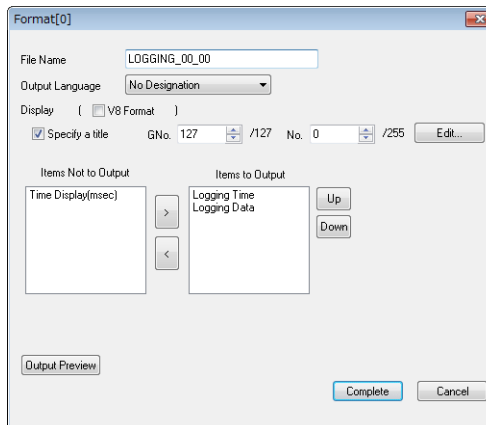 Format[0]
File Name LOGGING_00_00
Output Language No Designation
Display ( V8 Format )
Specify a title GNo. 127 /127 No. 0 /255 Edit...
Items Not to Output Items to Output
Time Display(msec) > Logging Time Up
Logging Data
< Down
Output Preview
Complete Cancel